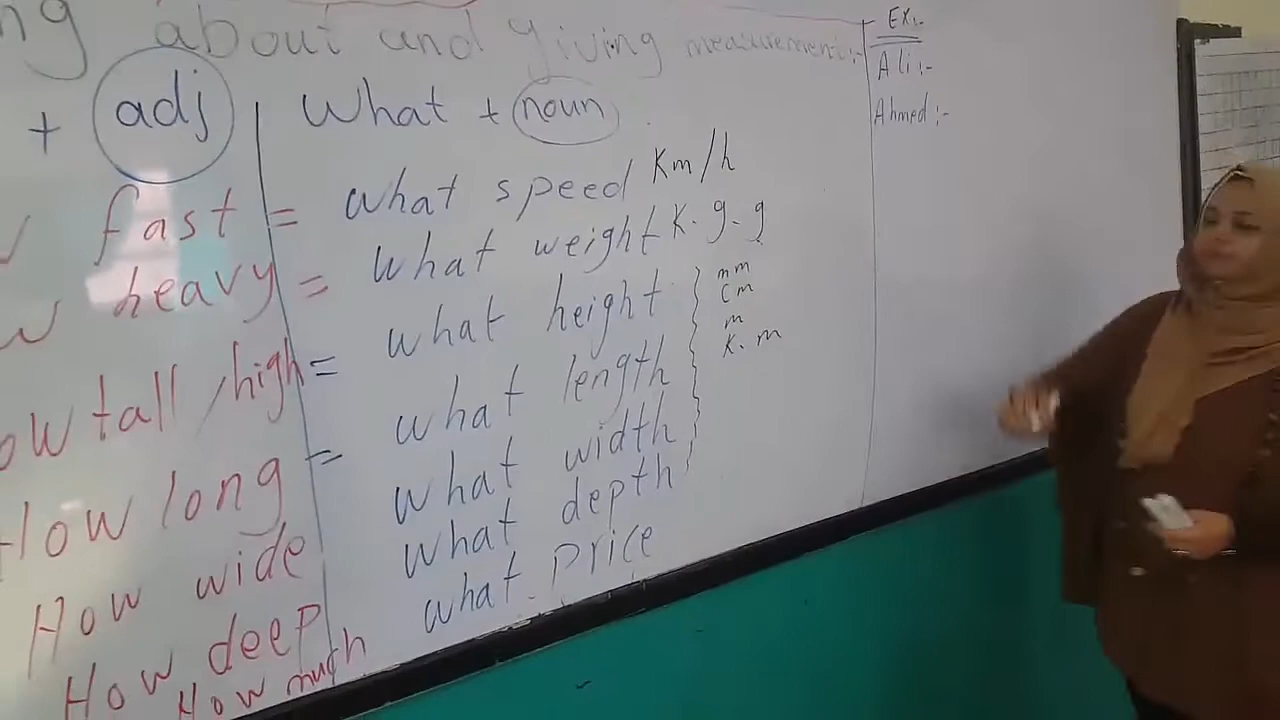 ng about and giving measurement:-
+ adj | What + noun
w fast = what speed Km/h
w heavy = what weight K.g.g
ow tall /high = what height mm
cm
m
K.m
How long = what length
How wide what width
How deep what depth
How much what price
Ex:-
Ali:-
Ahmed:-